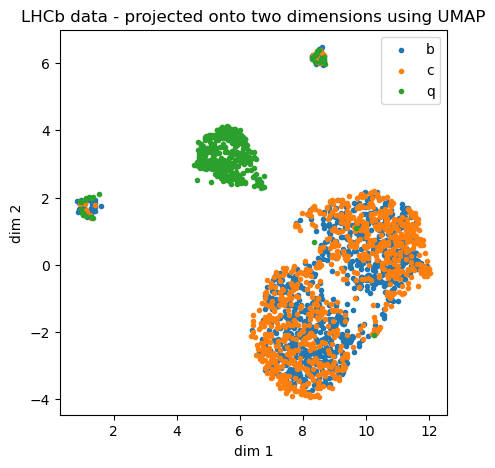 LHCb data - projected onto two dimensions using UMAP
b
c
q
6
4
2
0
−2
−4
dim 2
2 4 6 8 10 12
dim 1